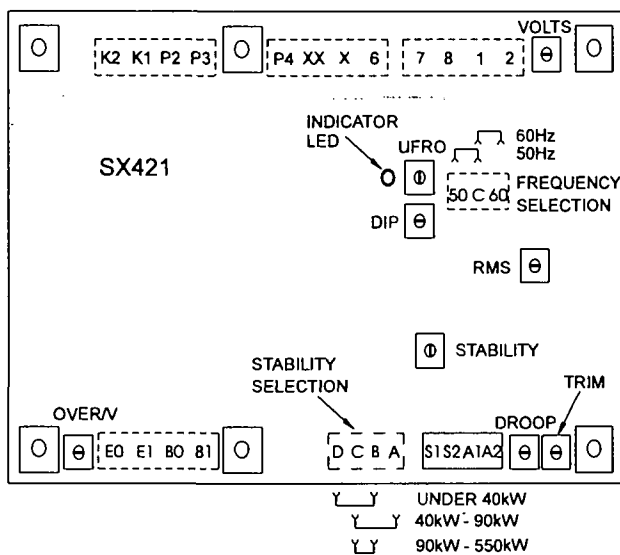 VOLTS
K2 K1 P2 P3 P4 XX X 6 7 8 1 2
INDICATOR
LED
UFRO
60Hz
50Hz
SX421
50 C 60
FREQUENCY
SELECTION
DIP
RMS
STABILITY
STABILITY
SELECTION
TRIM
OVER/V
DROOP
E0 E1 B0 B1
D C B A
S1 S2 A1 A2
UNDER 40kW
40kW - 90kW
90kW - 550kW